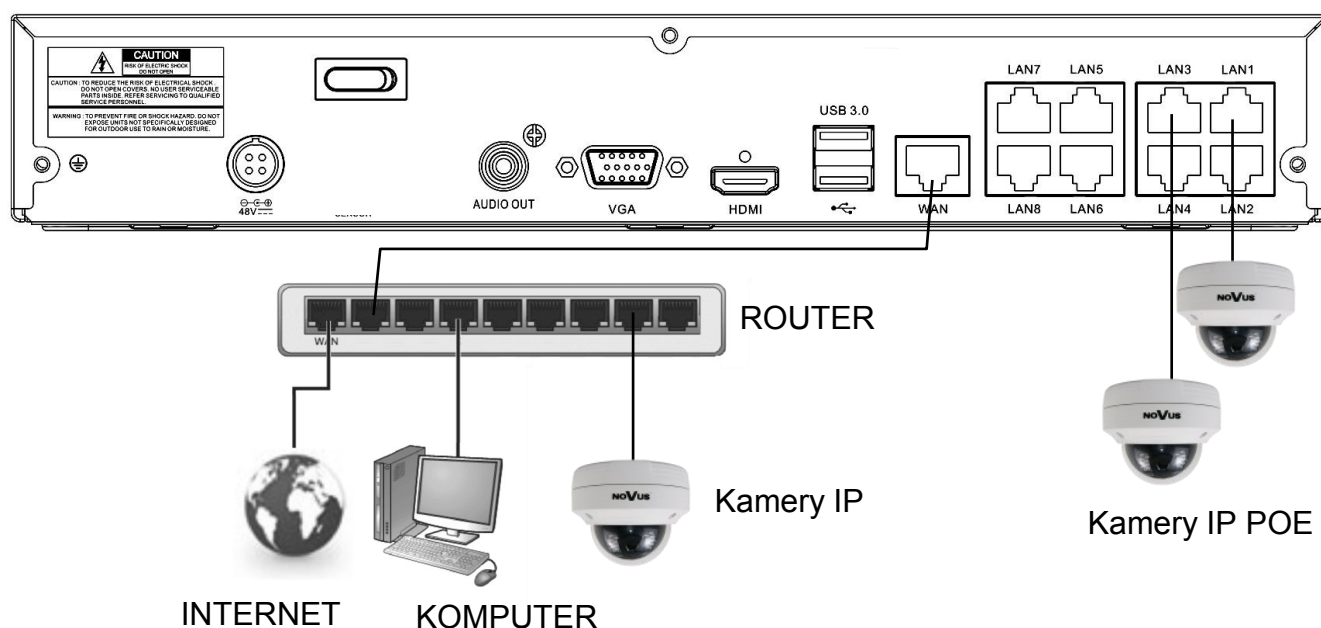 CAUTION
RISK OF ELECTRIC SHOCK
DO NOT OPEN
CAUTION : TO REDUCE THE RISK OF ELECTRICAL SHOCK .
DO NOT OPEN COVERS. NO USER SERVICEABLE
PARTS INSIDE. REFER SERVICING TO QUALIFIED
SERVICE PERSONNEL.
WARNING : TO PREVENT FIRE OR SHOCK HAZARD. DO NOT
EXPOSE UNITS NOT SPECIFICALLY DESIGNED
FOR OUTDOOR USE TO RAIN OR MOISTURE.
LAN7 LAN5 LAN3 LAN1
USB 3.0
48V
AUDIO OUT
VGA
HDMI
WAN
LAN8 LAN6 LAN4 LAN2
WAN
ROUTER
NOVUS
NOVUS
NOVUS
Kamery IP
Kamery IP POE
INTERNET
KOMPUTER